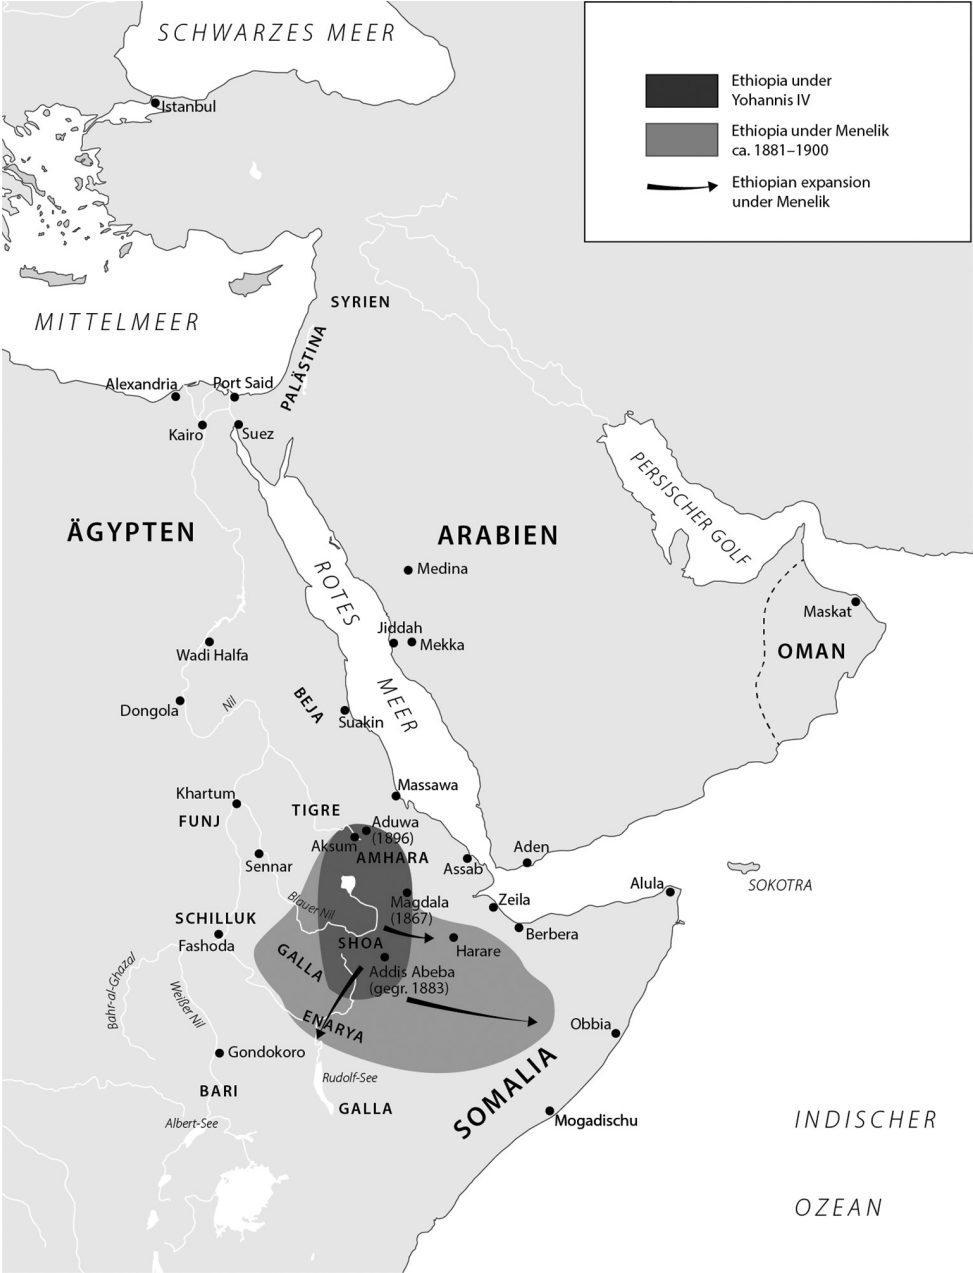 SCHWARZES MEER
Ethiopia under
Yohannis IV
Ethiopia under Menelik
ca. 1881–1900
Ethiopian expansion
under Menelik
Istanbul
SYRIEN
MITTELMEER
PALÄSTINA
Alexandria
Port Said
Kairo
Suez
PERSISCHER GOLF
ÄGYPTEN
ARABIEN
Medina
ROTES
MEER
Maskat
Jiddah
Mekka
Wadi Halfa
OMAN
Dongola
Nil
BEJA
Suakin
Massawa
Khartum
FUNJ
TIGRE
Aduwa
(1896)
Aksum
AMHARA
Sennar
Assab
Aden
Alula
SOKOTRA
Blauer Nil
Magdala
(1867)
Zeila
SCHILLUK
Fashoda
Berbera
SHOA
Harare
GALLA
Addis Abeba
(gegr. 1883)
Bahr-al-Ghazal
Weißer Nil
ENARYA
Obbia
Gondokoro
Rudolf-See
BARI
GALLA
SOMALIA
Albert-See
Mogadischu
INDISCHER
OZEAN